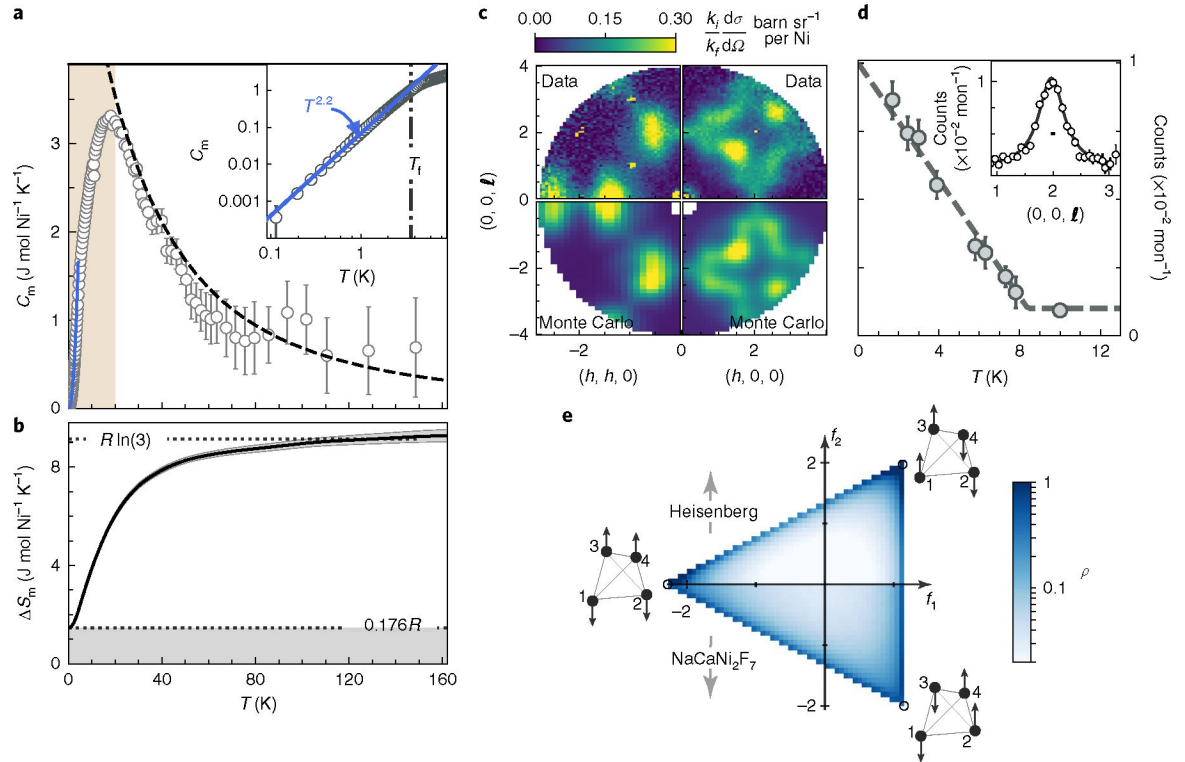 a
C_m (J mol Ni⁻¹ K⁻¹)
3
2
1
0
C_m
1
0.1
0.01
0.001
T^2.2
T_f
0.1
1
T (K)
b
ΔS_m (J mol Ni⁻¹ K⁻¹)
8
4
0
R ln(3)
0.176R
0
40
80
120
160
T (K)
c
0.00
0.15
0.30
k_i dσ
k_f dΩ
barn sr⁻¹
per Ni
(0, 0, ℓ)
4
2
0
−2
−4
Data
Data
Monte Carlo
Monte Carlo
−2
0
2
(h, h, 0)
(h, 0, 0)
d
1
0
Counts (×10⁻² mon⁻¹)
Counts
(×10⁻² mon⁻¹)
1
0
1
2
3
(0, 0, ℓ)
0
4
8
12
T (K)
e
f₂
2
f₁
−2
−2
Heisenberg
NaCaNi₂F₇
3
4
1
2
3
4
1
2
3
4
1
2
1
0.1
ρ